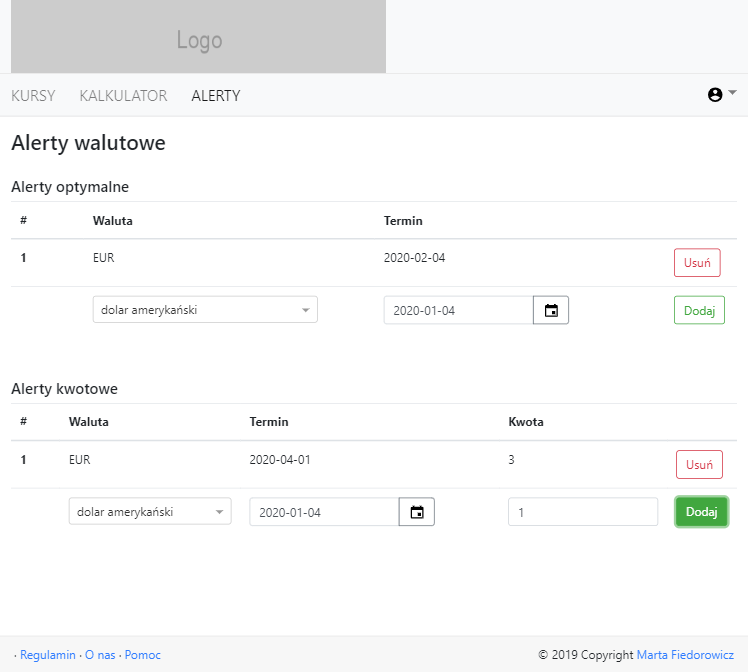 Logo
KURSY KALKULATOR ALERTY
Alerty walutowe
Alerty optymalne
# Waluta Termin
1 EUR 2020-02-04 Usuń
dolar amerykański 2020-01-04 Dodaj
Alerty kwotowe
# Waluta Termin Kwota
1 EUR 2020-04-01 3 Usuń
dolar amerykański 2020-01-04 1 Dodaj
· Regulamin · O nas · Pomoc © 2019 Copyright Marta Fiedorowicz